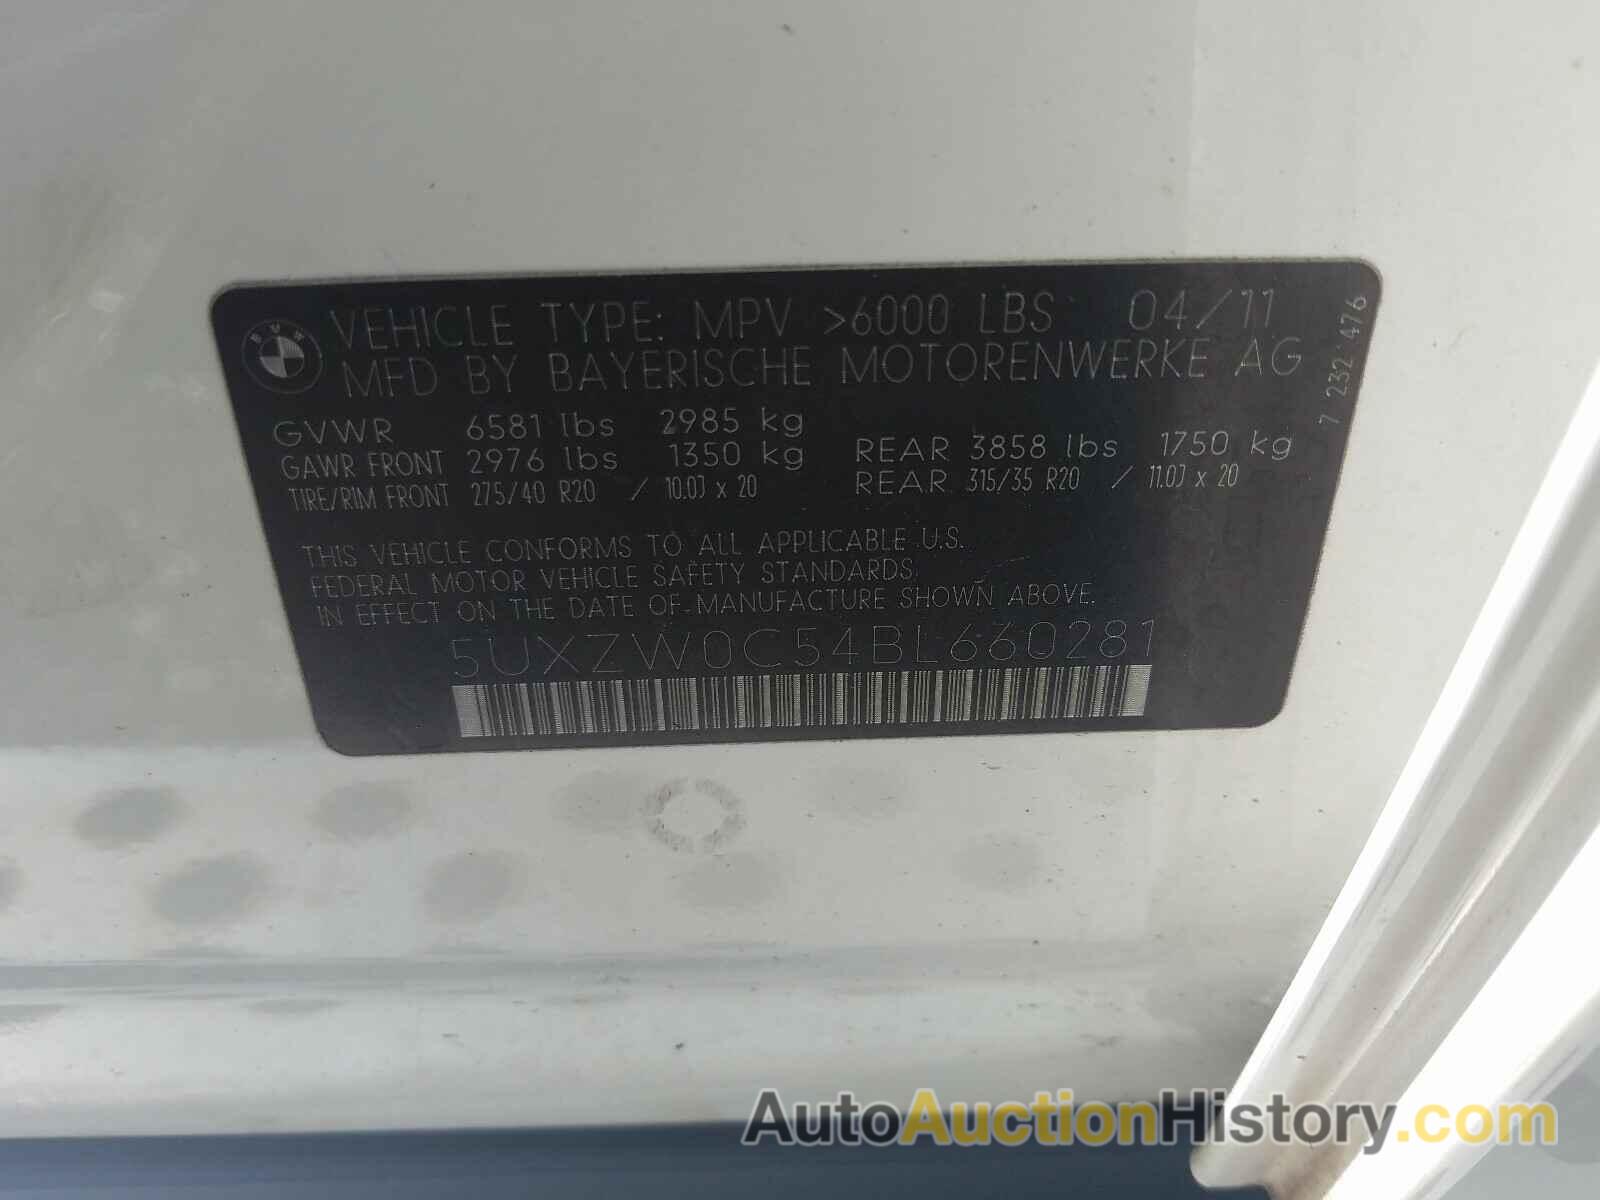 BMW
VEHICLE TYPE: MPV >6000 LBS 04/11
MFD BY BAYERISCHE MOTORENWERKE AG
7 232 476
GVWR 6581 lbs 2985 kg
GAWR FRONT 2976 lbs 1350 kg REAR 3858 lbs 1750 kg
TIRE/RIM FRONT 275/40 R20 / 10.0J x 20 REAR 315/35 R20 / 11.0J x 20
THIS VEHICLE CONFORMS TO ALL APPLICABLE U.S.
FEDERAL MOTOR VEHICLE SAFETY STANDARDS
IN EFFECT ON THE DATE OF MANUFACTURE SHOWN ABOVE.
5UXZW0C54BL660281
AutoAuctionHistory.com